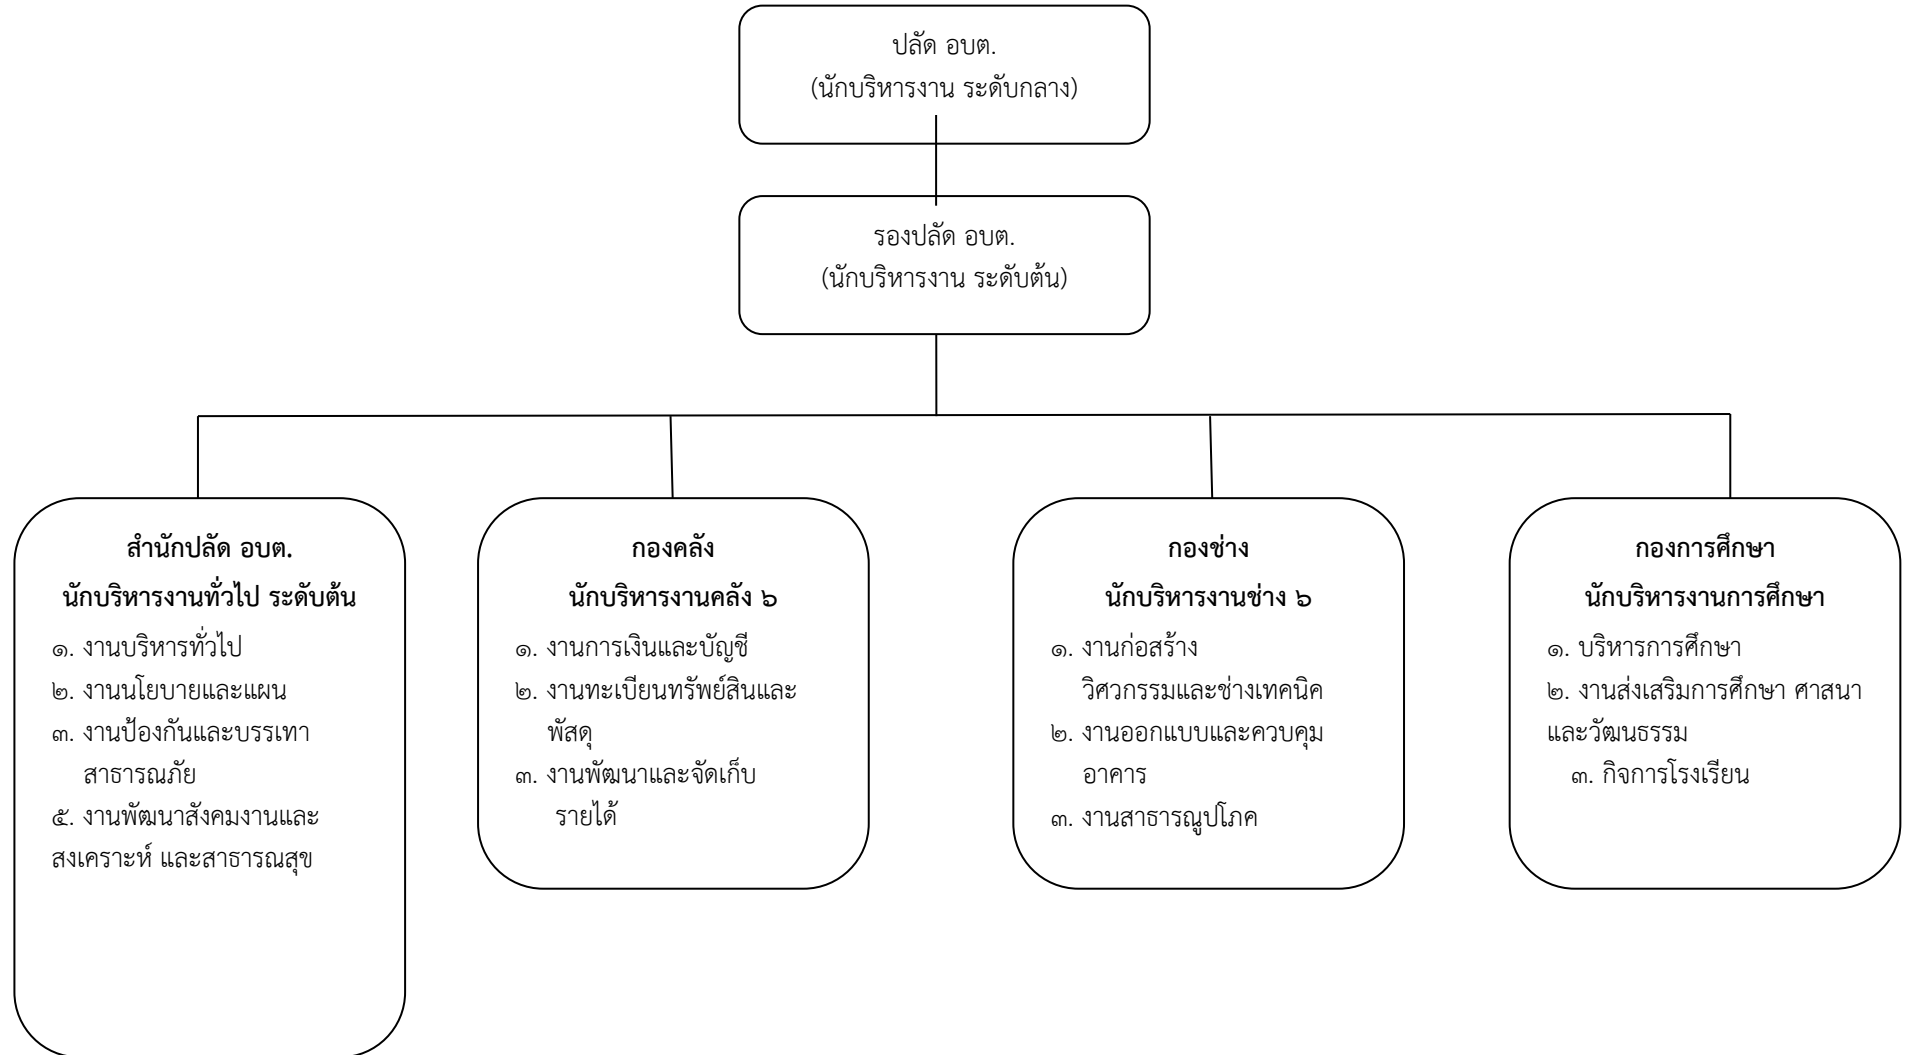 ปลัด อบต.
(นักบริหารงาน ระดับกลาง)
รองปลัด อบต.
(นักบริหารงาน ระดับต้น)
สำนักปลัด อบต.
นักบริหารงานทั่วไป ระดับต้น
๑. งานบริหารทั่วไป
๒. งานนโยบายและแผน
๓. งานป้องกันและบรรเทา
สาธารณภัย
๕. งานพัฒนาสังคมงานและ
สงเคราะห์ และสาธารณสุข
กองคลัง
นักบริหารงานคลัง ๖
๑. งานการเงินและบัญชี
๒. งานทะเบียนทรัพย์สินและ
พัสดุ
๓. งานพัฒนาและจัดเก็บ
รายได้
กองช่าง
นักบริหารงานช่าง ๖
๑. งานก่อสร้าง
วิศวกรรมและช่างเทคนิค
๒. งานออกแบบและควบคุม
อาคาร
๓. งานสาธารณูปโภค
กองการศึกษา
นักบริหารงานการศึกษา
๑. บริหารการศึกษา
๒. งานส่งเสริมการศึกษา ศาสนา
และวัฒนธรรม
๓. กิจการโรงเรียน